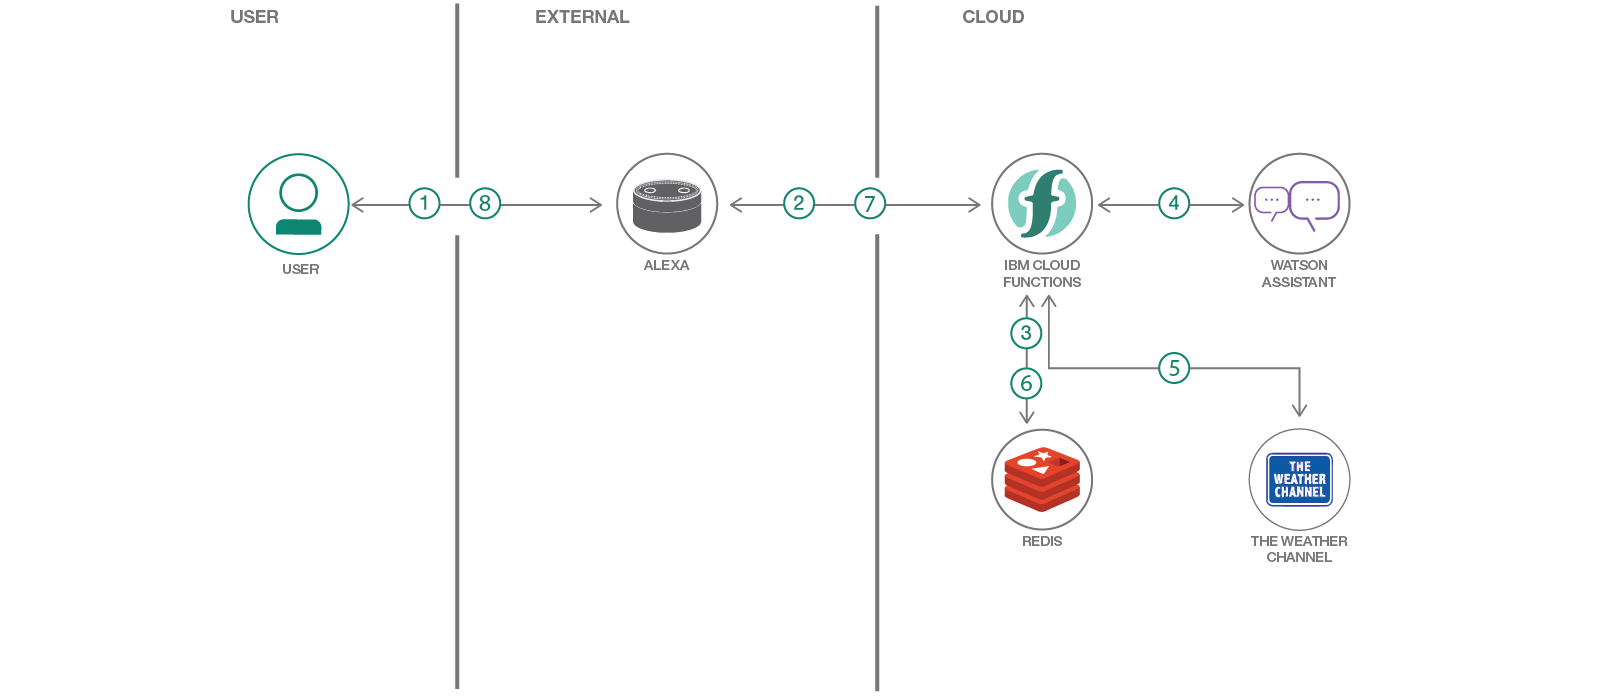 USER
EXTERNAL
CLOUD
1
8
2
7
4
USER
ALEXA
IBM CLOUD
FUNCTIONS
WATSON
ASSISTANT
3
5
6
THE
WEATHER
CHANNEL
REDIS
THE WEATHER
CHANNEL